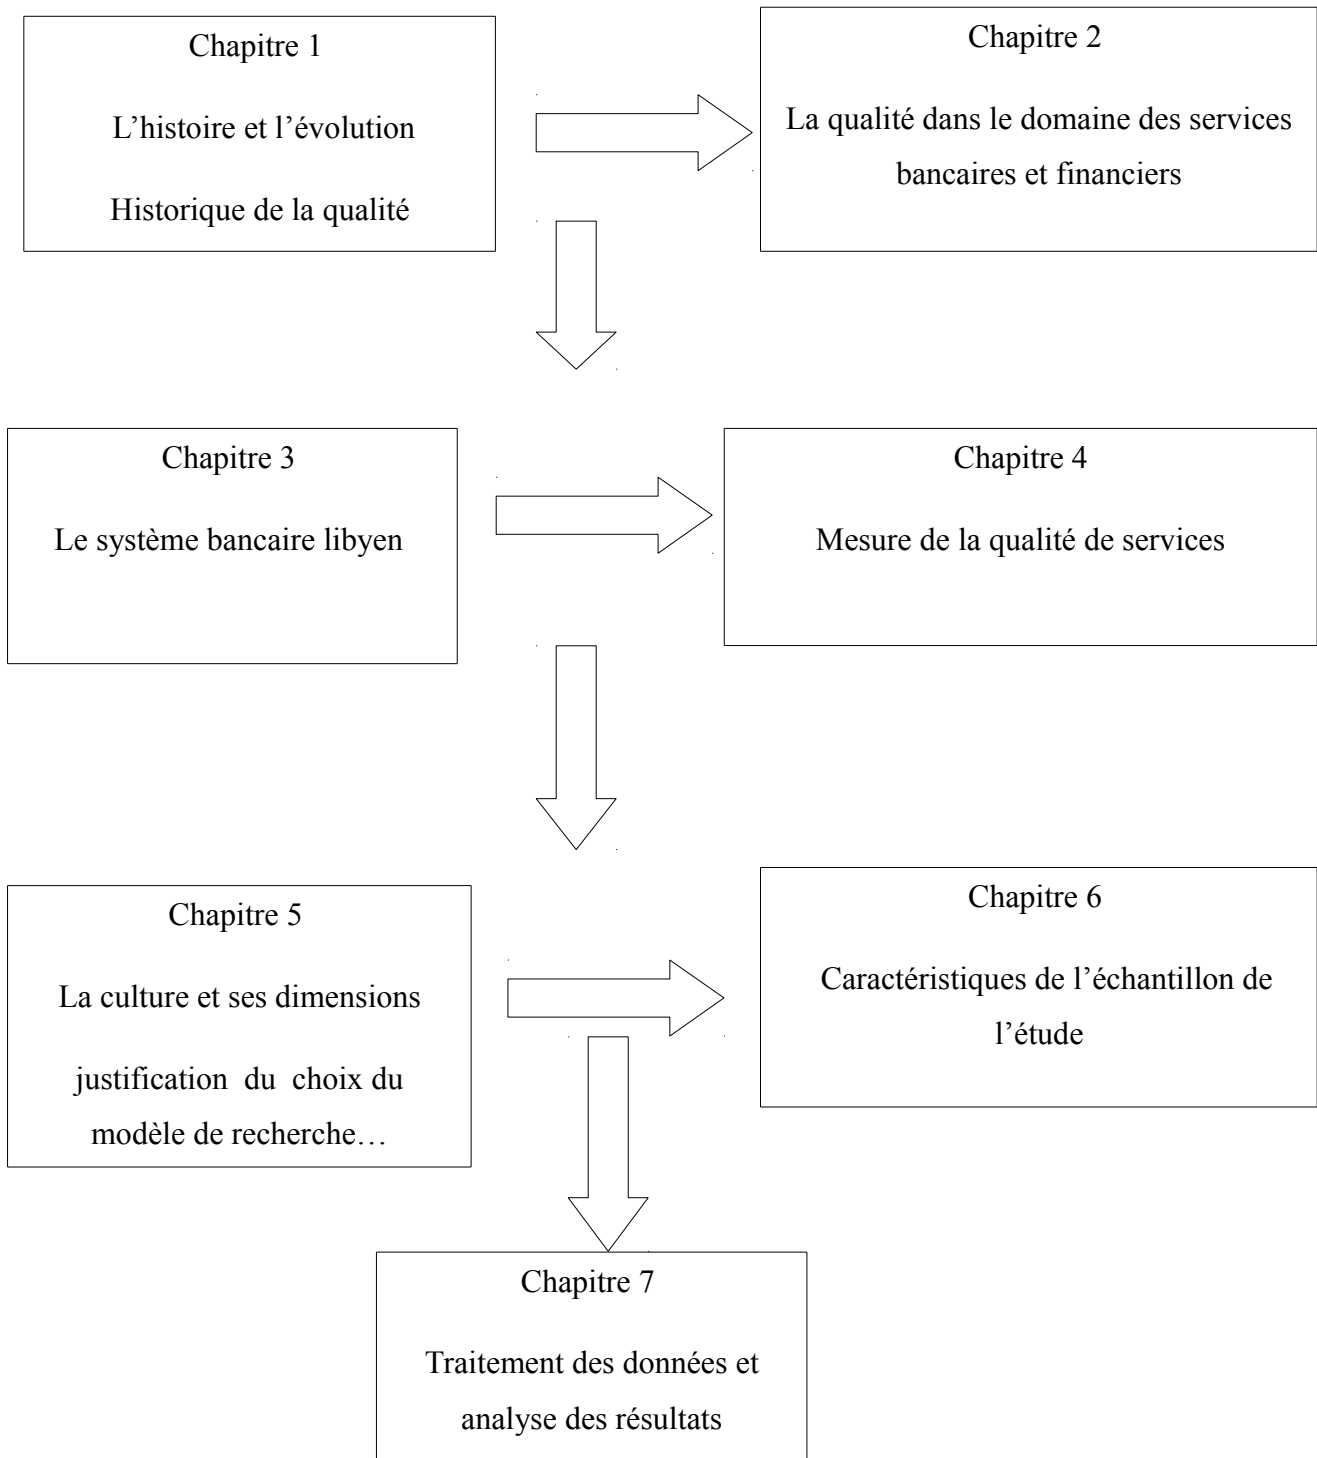 Chapitre 1
L’histoire et l’évolution
Historique de la qualité
Chapitre 2
La qualité dans le domaine des services
bancaires et financiers
Chapitre 3
Le système bancaire libyen
Chapitre 4
Mesure de la qualité de services
Chapitre 5
La culture et ses dimensions
justification du choix du
modèle de recherche…
Chapitre 6
Caractéristiques de l’échantillon de
l’étude
Chapitre 7
Traitement des données et
analyse des résultats